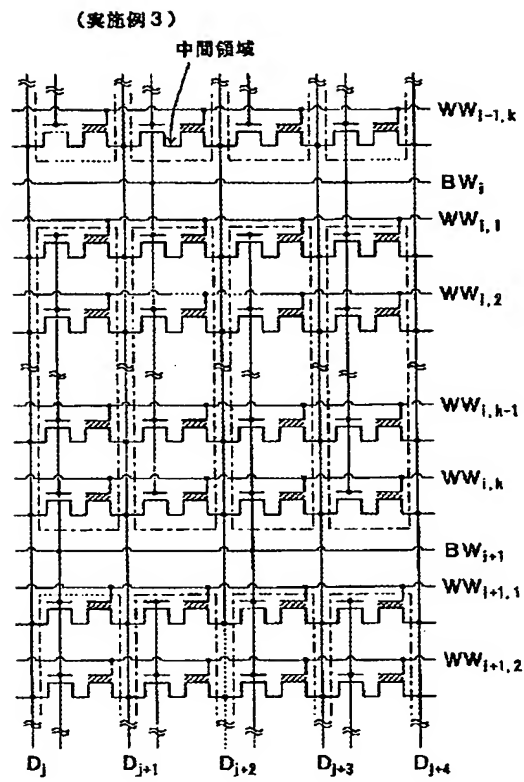 (実施例3)
中間領域
WWi-1,k
BWj
WWi,1
WWi,2
WWi,k-1
WWi,k
BWj+1
WWi+1,1
WWi+1,2
Dj Dj+1 Dj+2 Dj+3 Dj+4